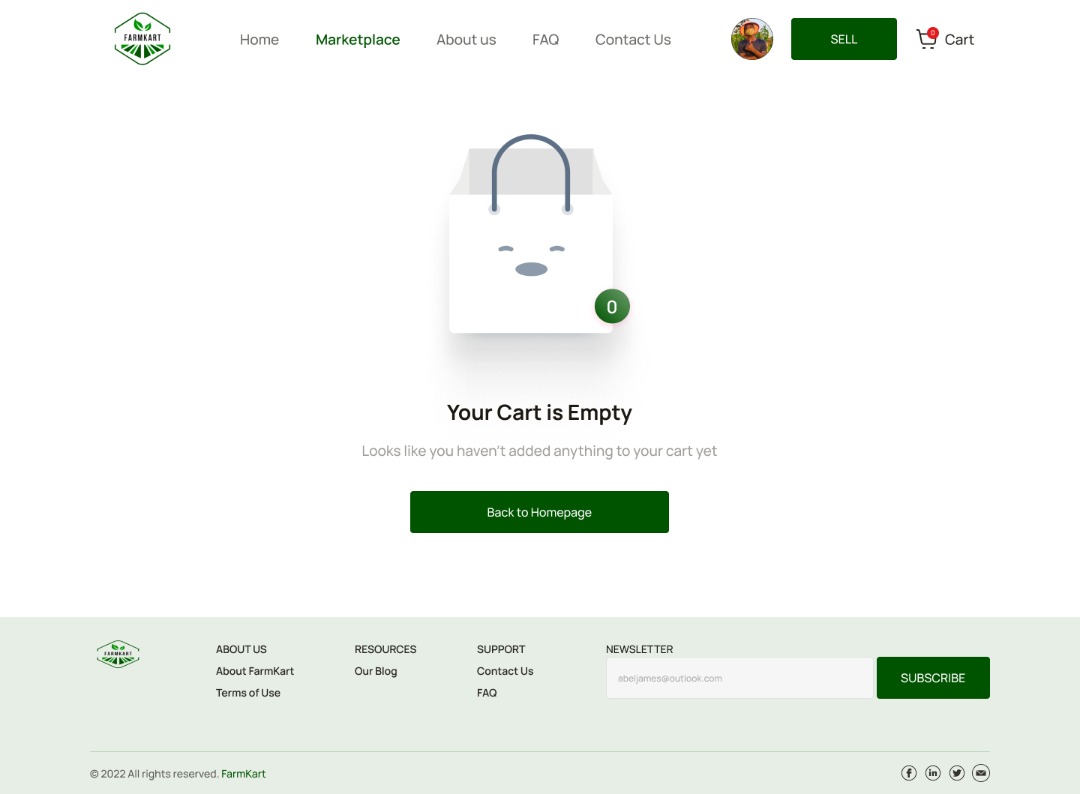 FARMKART
Home
Marketplace
About us
FAQ
Contact Us
SELL
0
Cart
0
Your Cart is Empty
Looks like you haven't added anything to your cart yet
Back to Homepage
FARMKART
ABOUT US
About FarmKart
Terms of Use
RESOURCES
Our Blog
SUPPORT
Contact Us
FAQ
NEWSLETTER
abeljames@outlook.com
SUBSCRIBE
© 2022 All rights reserved. FarmKart